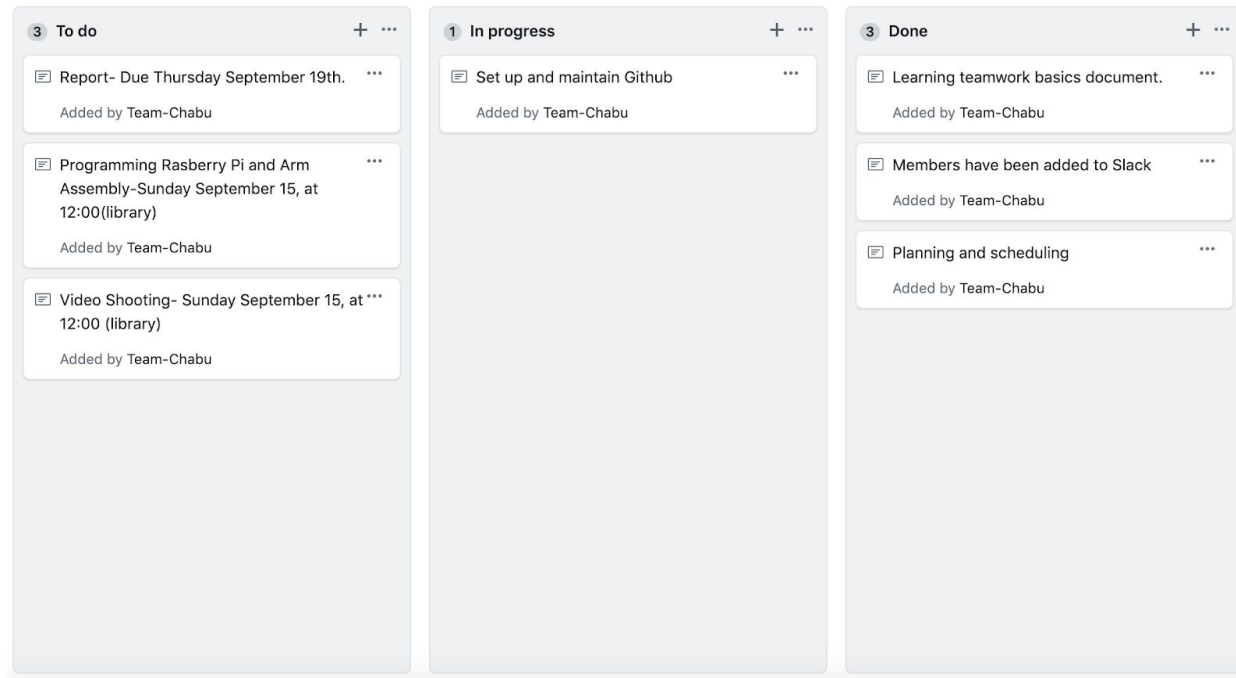 3 To do
Report- Due Thursday September 19th.
Added by Team-Chabu
Programming Rasberry Pi and Arm
Assembly-Sunday September 15, at
12:00(library)
Added by Team-Chabu
Video Shooting- Sunday September 15, at
12:00 (library)
Added by Team-Chabu
1 In progress
Set up and maintain Github
Added by Team-Chabu
3 Done
Learning teamwork basics document.
Added by Team-Chabu
Members have been added to Slack
Added by Team-Chabu
Planning and scheduling
Added by Team-Chabu